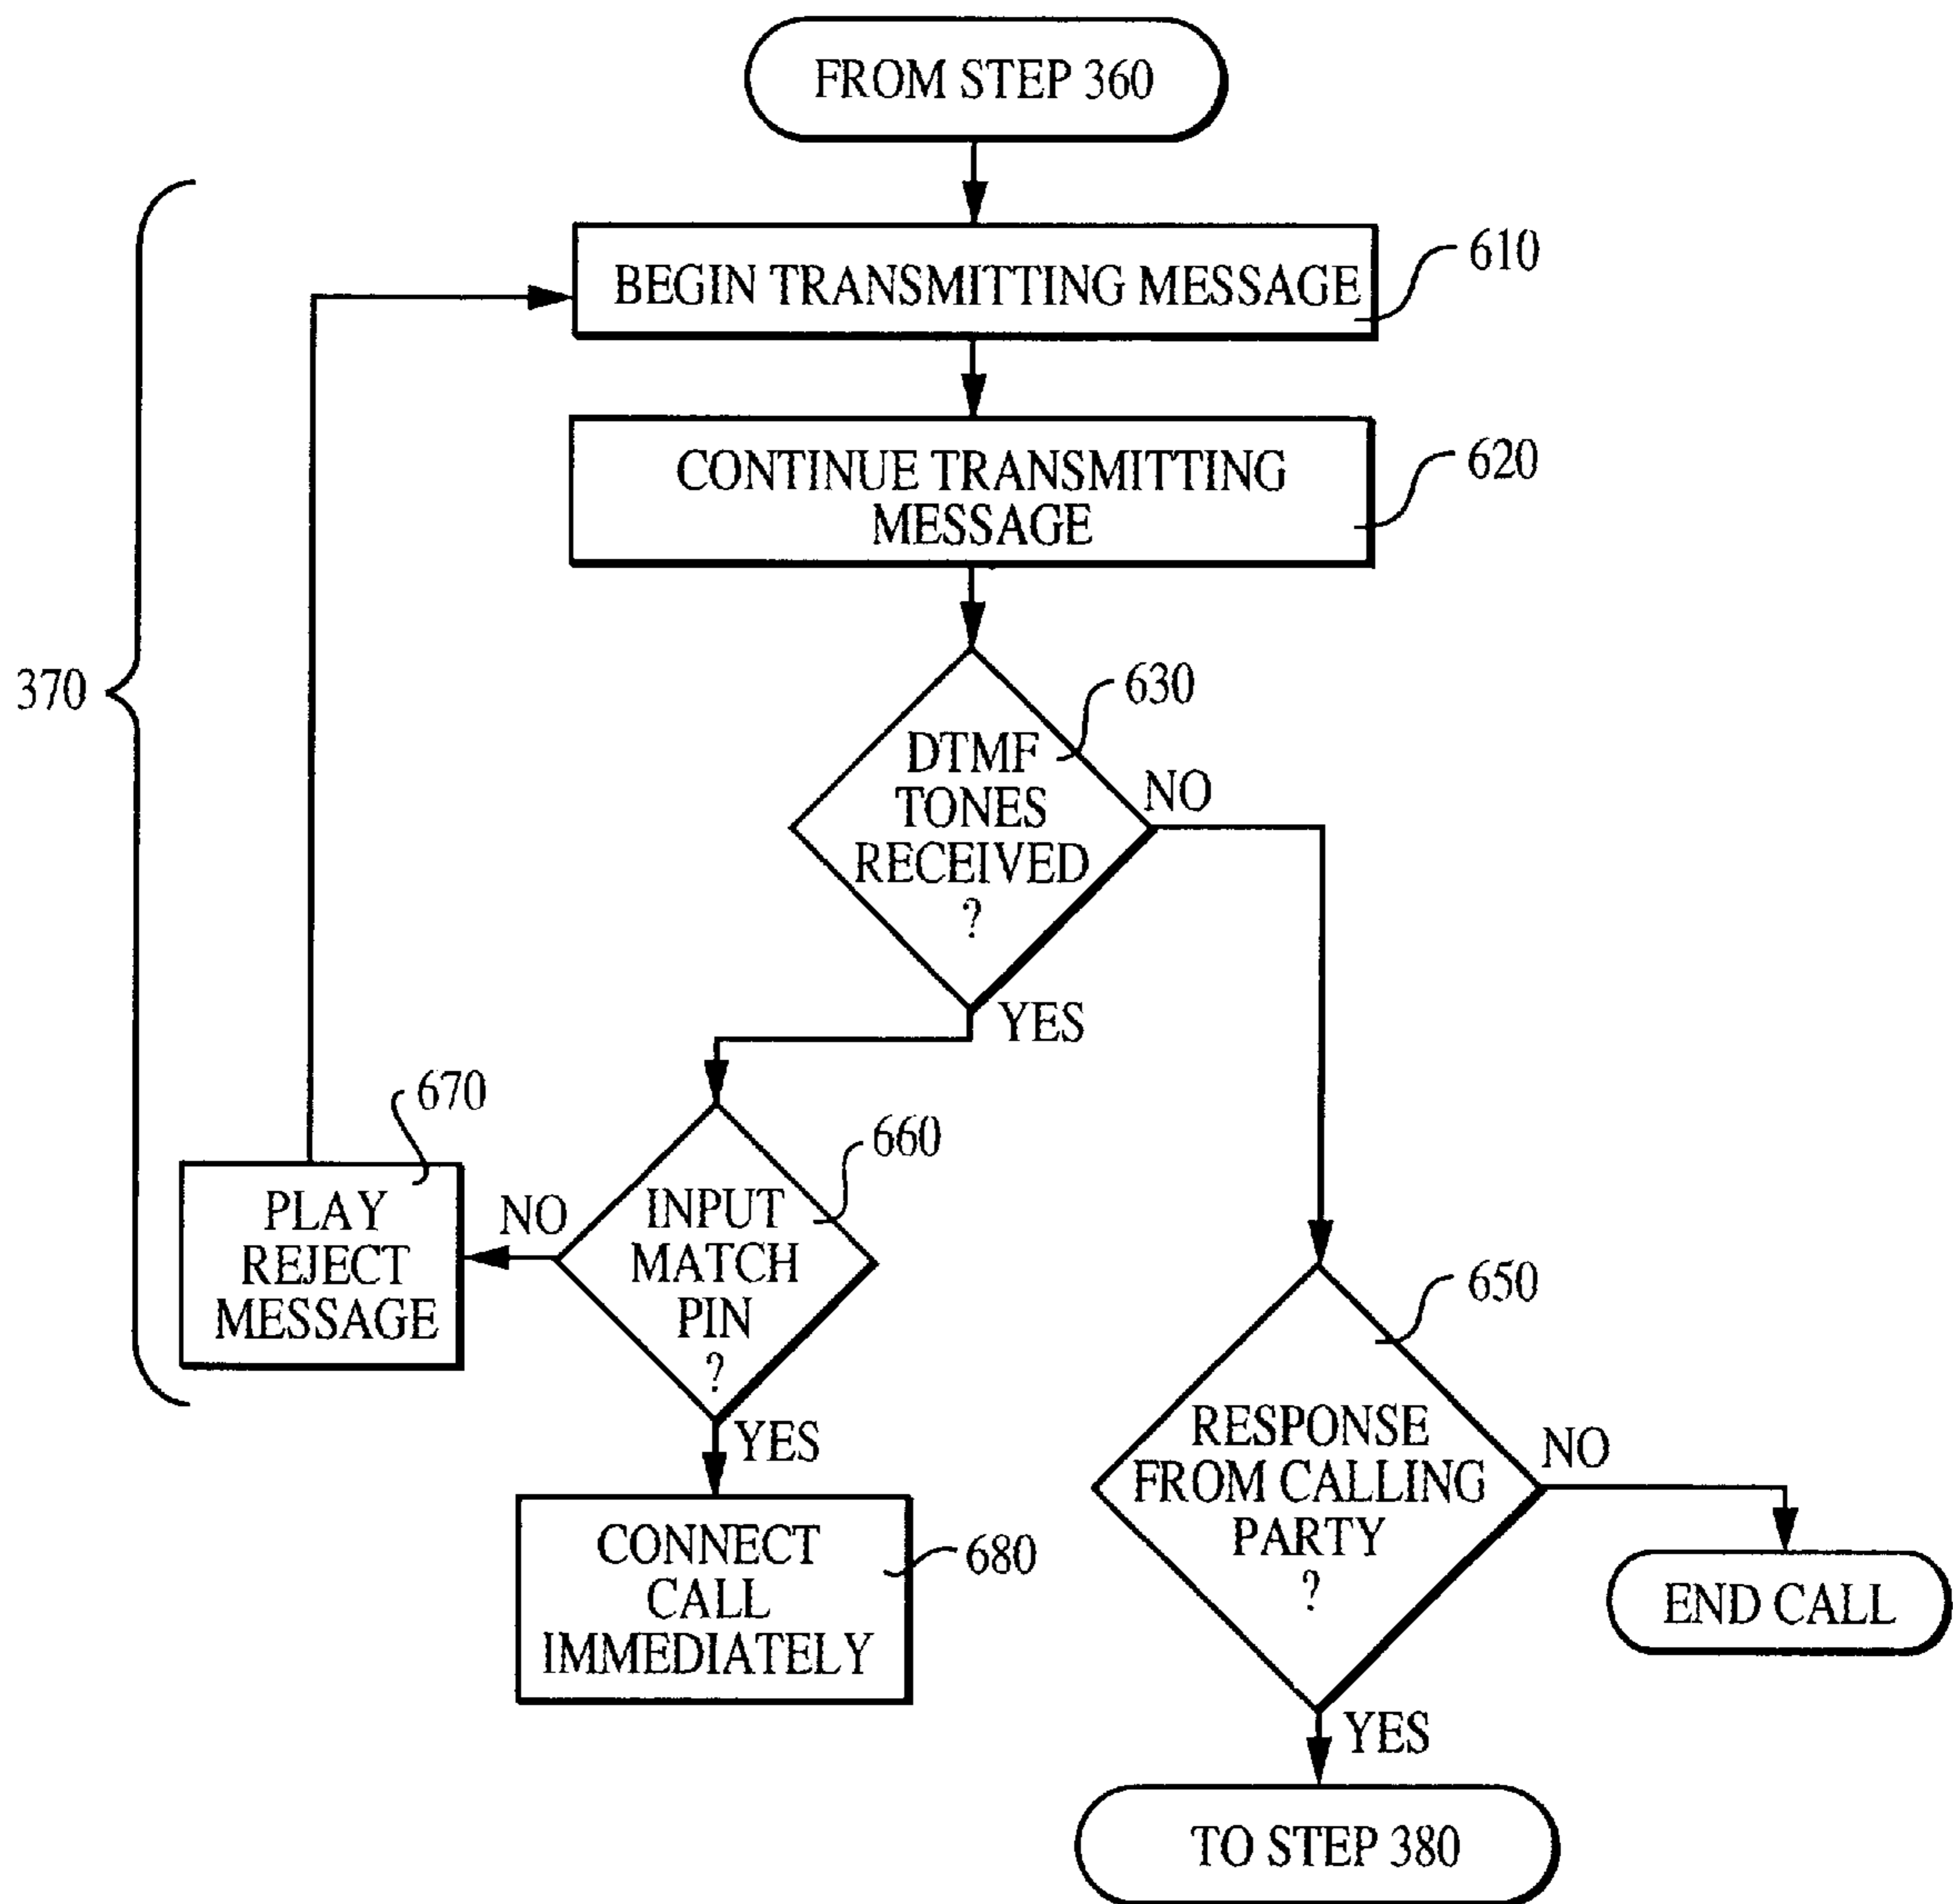 FROM STEP 360
610
BEGIN TRANSMITTING MESSAGE
620
CONTINUE TRANSMITTING
MESSAGE
370
630
DTMF
TONES
RECEIVED
?
NO
YES
670
PLAY
REJECT
MESSAGE
NO
660
INPUT
MATCH
PIN
?
YES
680
CONNECT
CALL
IMMEDIATELY
650
RESPONSE
FROM CALLING
PARTY
?
NO
END CALL
YES
TO STEP 380